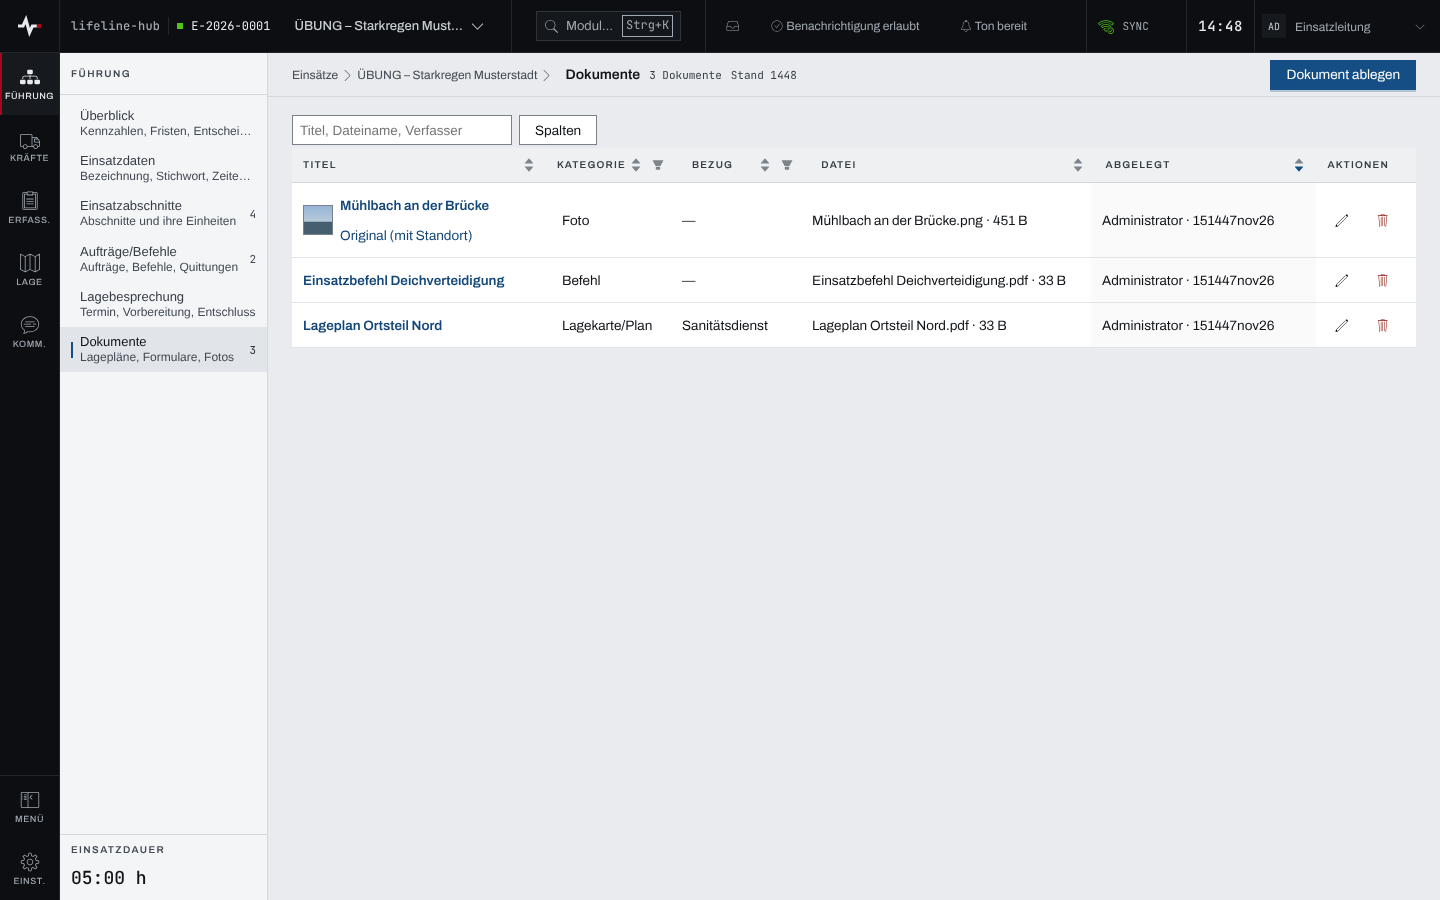 lifeline-hub
E-2026-0001
ÜBUNG – Starkregen Must...
Modul...
Strg+K
Benachrichtigung erlaubt
Ton bereit
SYNC
14:48
AD
Einsatzleitung
FÜHRUNG
KRÄFTE
ERFASS.
LAGE
KOMM.
MENÜ
EINST.
FÜHRUNG
Überblick
Kennzahlen, Fristen, Entschei...
Einsatzdaten
Bezeichnung, Stichwort, Zeite...
Einsatzabschnitte
Abschnitte und ihre Einheiten
4
Aufträge/Befehle
Aufträge, Befehle, Quittungen
2
Lagebesprechung
Termin, Vorbereitung, Entschluss
Dokumente
Lagepläne, Formulare, Fotos
3
EINSATZDAUER
05:00 h
Einsätze
ÜBUNG – Starkregen Musterstadt
Dokumente
3 Dokumente Stand 1448
Dokument ablegen
Titel, Dateiname, Verfasser
Spalten
TITEL KATEGORIE BEZUG DATEI ABGELEGT AKTIONEN
Mühlbach an der Brücke
Original (mit Standort)
Foto — Mühlbach an der Brücke.png · 451 B Administrator · 151447nov26
Einsatzbefehl Deichverteidigung Befehl — Einsatzbefehl Deichverteidigung.pdf · 33 B Administrator · 151447nov26
Lageplan Ortsteil Nord Lagekarte/Plan Sanitätsdienst Lageplan Ortsteil Nord.pdf · 33 B Administrator · 151447nov26